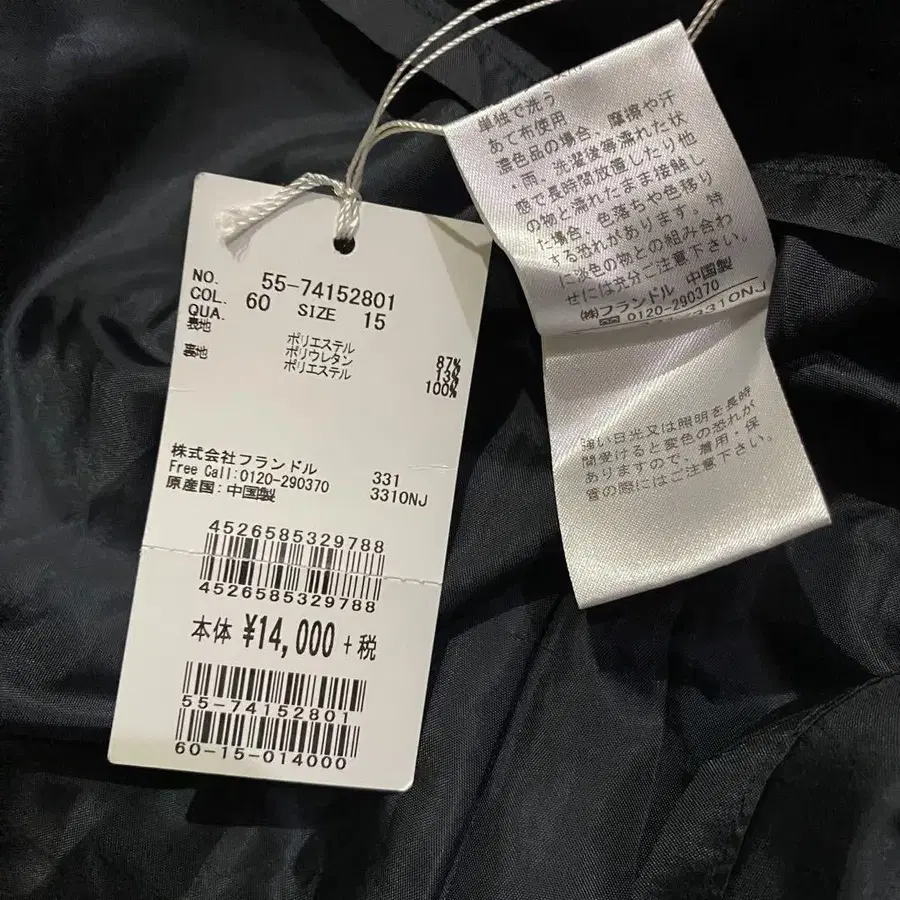 NO. 55-74152801
COL. 60 SIZE 15
QUA.
表地 ポリエステル 87%
ポリウレタン 13%
裏地 ポリエステル 100%
株式会社フランドル 331
Free Call:0120-290370 3310NJ
原産国:中国製
4526585329788
4526585329788
本体 ¥14,000 +税
55-74152801
60-15-014000
単独で洗う
あて布使用
濃色品の場合、摩擦や汗
・雨、洗濯後等濡れた状
態で長時間放置したり他
の物と濡れたまま接触し
た場合、色落ちや色移り
する恐れがあります。特
に淡色の物との組み合わ
せには充分ご注意下さい。
(株)フランドル 中国製
0120-290370
3310NJ
強い日光又は照明を長時
間受けると変色の恐れが
ありますので、着用・保
管の際にはご注意下さい。